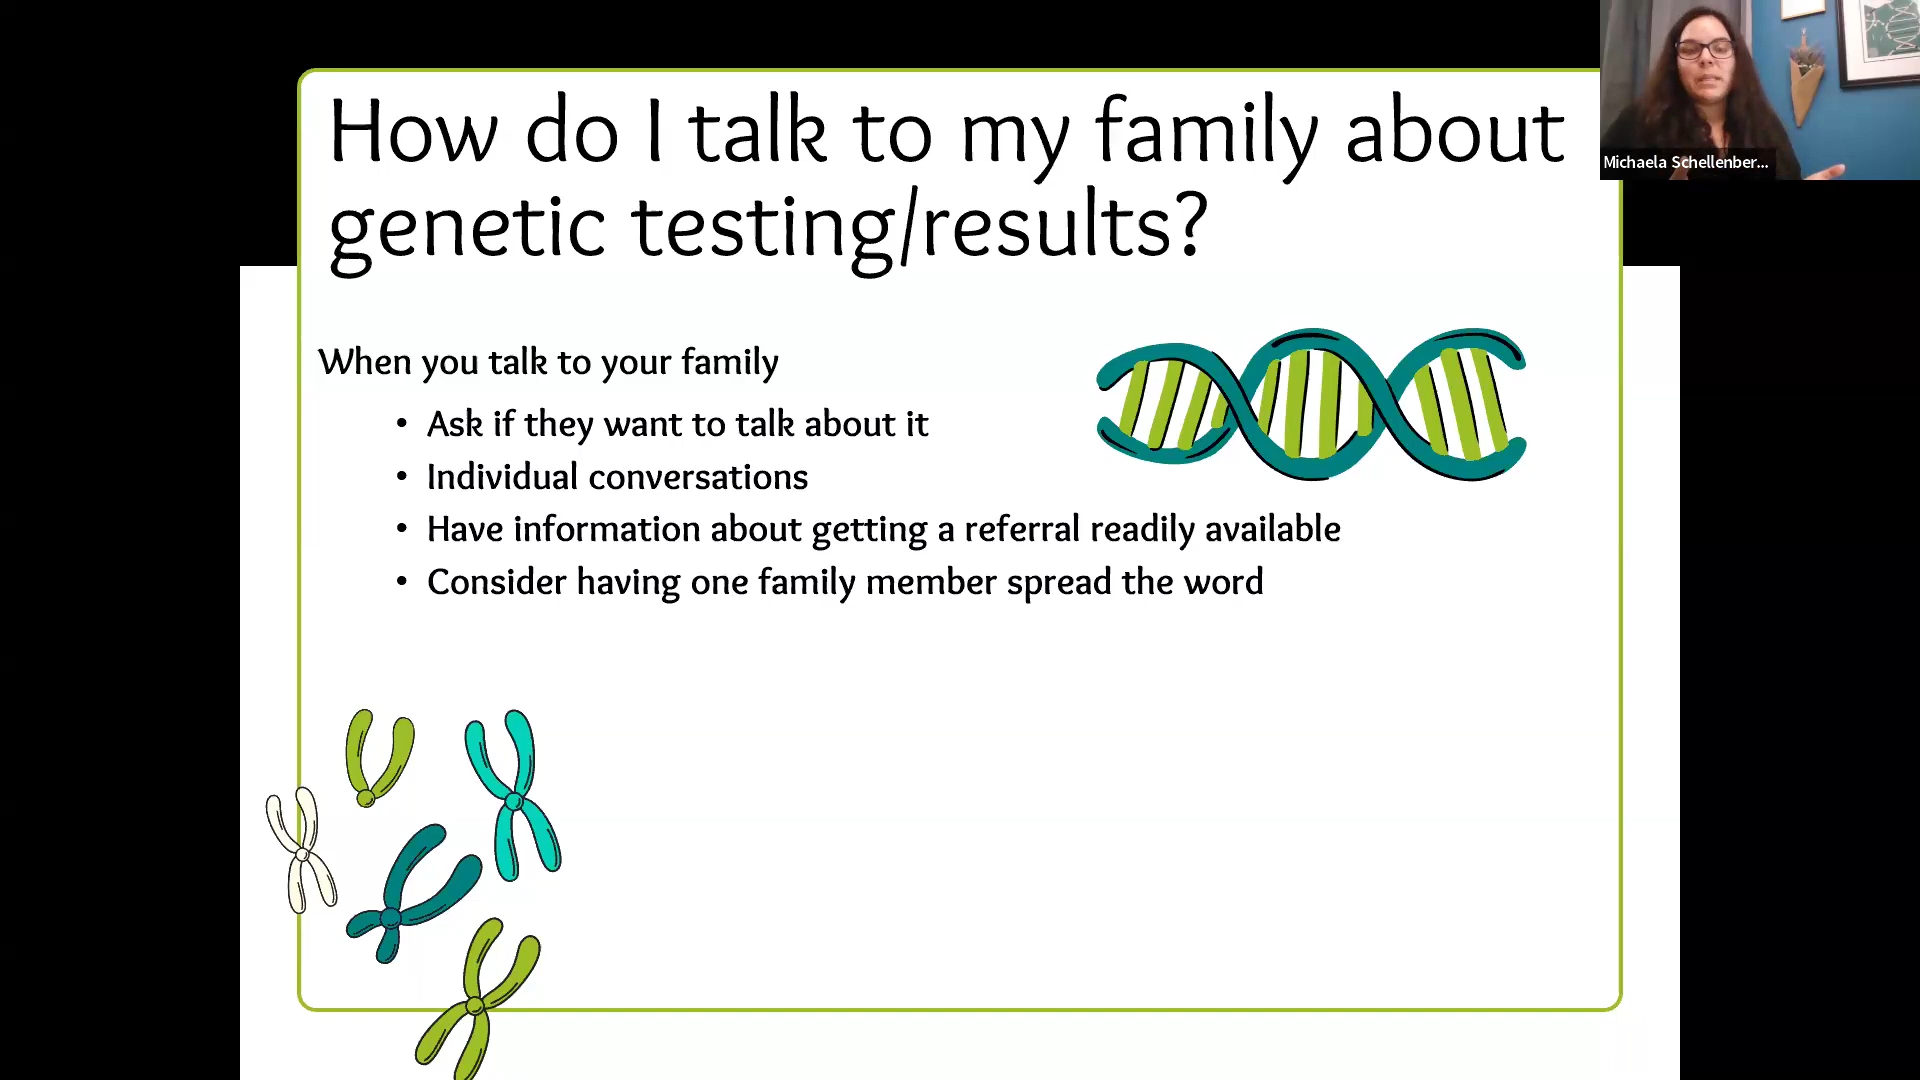 How do I talk to my family about
genetic testing/results?
When you talk to your family
• Ask if they want to talk about it
• Individual conversations
• Have information about getting a referral readily available
• Consider having one family member spread the word
Michaela Schellenber...